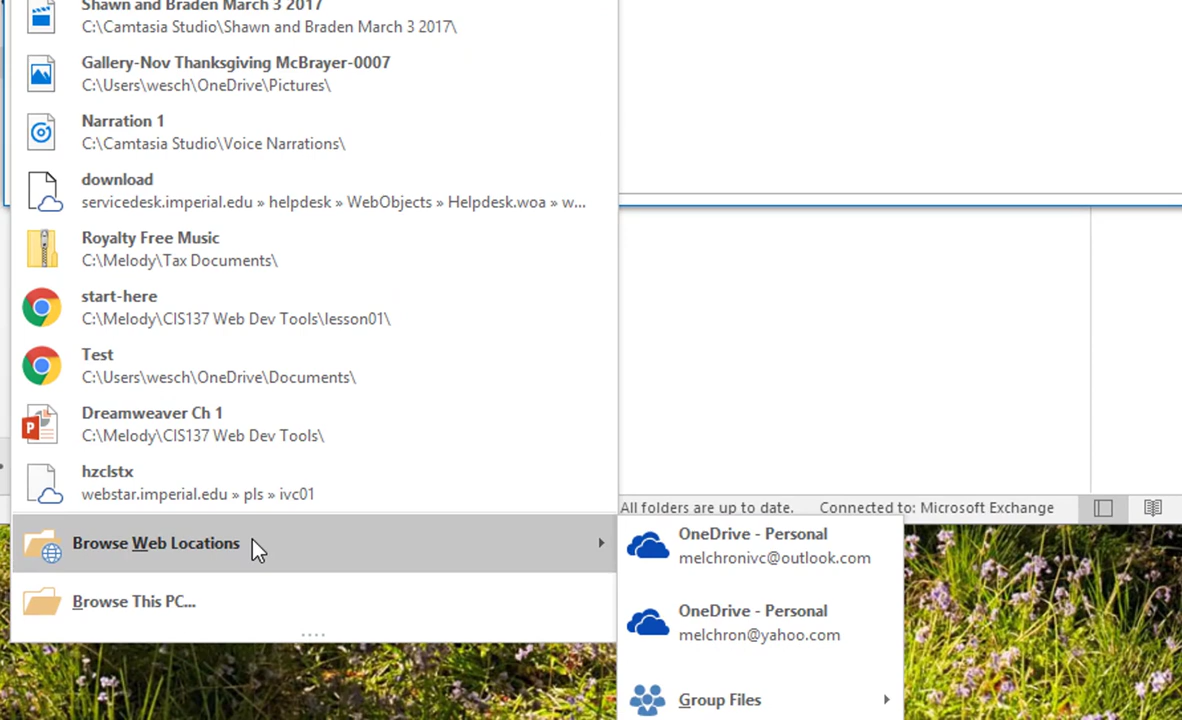 Shawn and Braden March 3 2017
C:\Camtasia Studio\Shawn and Braden March 3 2017\
Gallery-Nov Thanksgiving McBrayer-0007
C:\Users\wesch\OneDrive\Pictures\
Narration 1
C:\Camtasia Studio\Voice Narrations\
download
servicedesk.imperial.edu » helpdesk » WebObjects » Helpdesk.woa » w...
Royalty Free Music
C:\Melody\Tax Documents\
start-here
C:\Melody\CIS137 Web Dev Tools\lesson01\
Test
C:\Users\wesch\OneDrive\Documents\
Dreamweaver Ch 1
C:\Melody\CIS137 Web Dev Tools\
hzclstx
webstar.imperial.edu » pls » ivc01
All folders are up to date. Connected to: Microsoft Exchange
Browse Web Locations
Browse This PC...
OneDrive - Personal
melchronivc@outlook.com
OneDrive - Personal
melchron@yahoo.com
Group Files